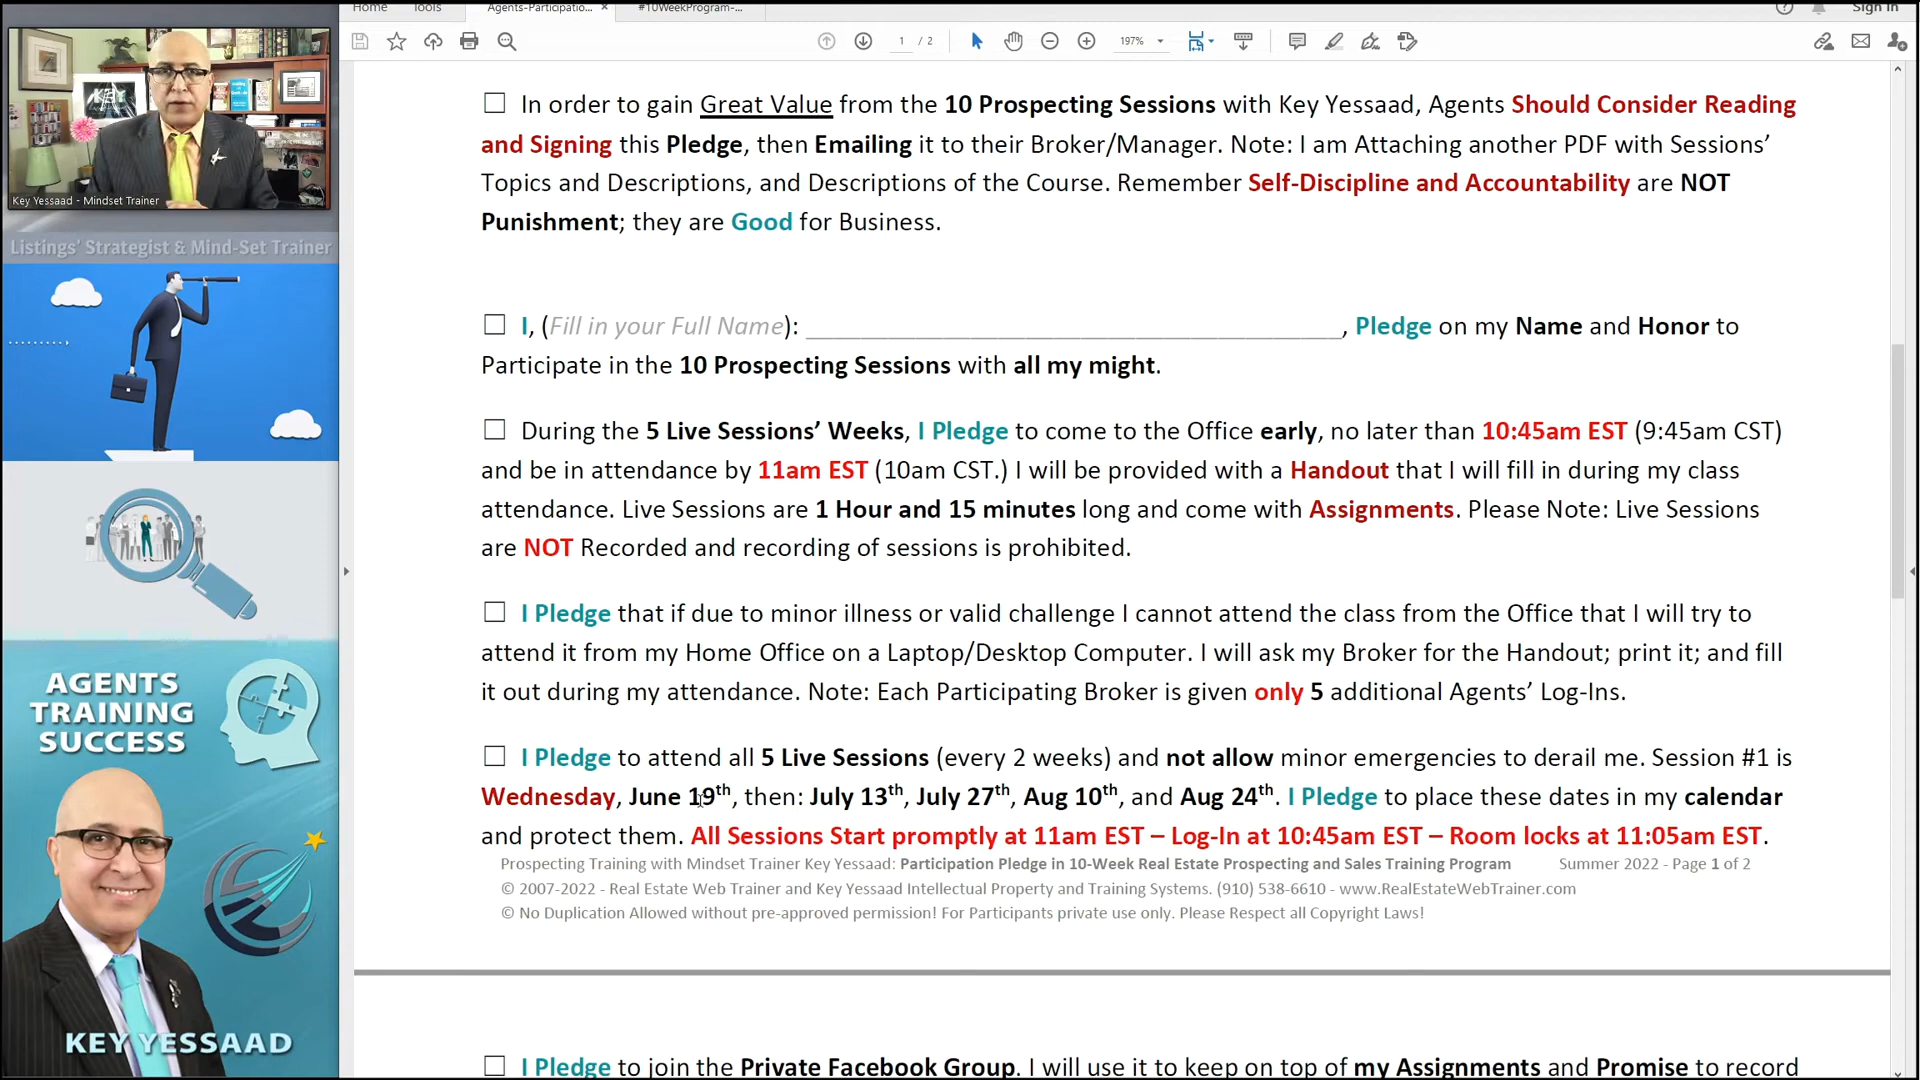 Home Tools Agents-Participatio... × #10WeekProgram-... Sign In
1 / 2 197%
KEY
Key Yessaad - Mindset Trainer
Listings' Strategist & Mind-Set Trainer
AGENTS
TRAINING
SUCCESS
KEY YESSAAD
In order to gain Great Value from the 10 Prospecting Sessions with Key Yessaad, Agents Should Consider Reading
and Signing this Pledge, then Emailing it to their Broker/Manager. Note: I am Attaching another PDF with Sessions'
Topics and Descriptions, and Descriptions of the Course. Remember Self-Discipline and Accountability are NOT
Punishment; they are Good for Business.
I, (Fill in your Full Name): ________________________________________, Pledge on my Name and Honor to
Participate in the 10 Prospecting Sessions with all my might.
During the 5 Live Sessions' Weeks, I Pledge to come to the Office early, no later than 10:45am EST (9:45am CST)
and be in attendance by 11am EST (10am CST.) I will be provided with a Handout that I will fill in during my class
attendance. Live Sessions are 1 Hour and 15 minutes long and come with Assignments. Please Note: Live Sessions
are NOT Recorded and recording of sessions is prohibited.
I Pledge that if due to minor illness or valid challenge I cannot attend the class from the Office that I will try to
attend it from my Home Office on a Laptop/Desktop Computer. I will ask my Broker for the Handout; print it; and fill
it out during my attendance. Note: Each Participating Broker is given only 5 additional Agents' Log-Ins.
I Pledge to attend all 5 Live Sessions (every 2 weeks) and not allow minor emergencies to derail me. Session #1 is
Wednesday, June 19th, then: July 13th, July 27th, Aug 10th, and Aug 24th. I Pledge to place these dates in my calendar
and protect them. All Sessions Start promptly at 11am EST – Log-In at 10:45am EST – Room locks at 11:05am EST.
Prospecting Training with Mindset Trainer Key Yessaad: Participation Pledge in 10-Week Real Estate Prospecting and Sales Training Program Summer 2022 - Page 1 of 2
© 2007-2022 - Real Estate Web Trainer and Key Yessaad Intellectual Property and Training Systems. (910) 538-6610 - www.RealEstateWebTrainer.com
© No Duplication Allowed without pre-approved permission! For Participants private use only. Please Respect all Copyright Laws!
I Pledge to join the Private Facebook Group. I will use it to keep on top of my Assignments and Promise to record